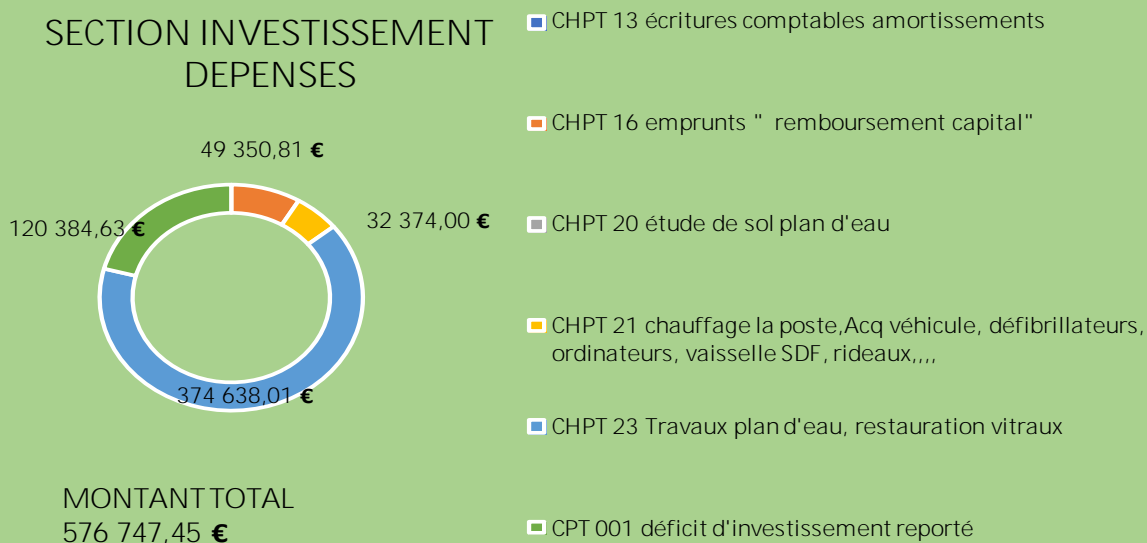 SECTION INVESTISSEMENT
DEPENSES
49 350,81 €
120 384,63 €
32 374,00 €
374 638,01 €
MONTANT TOTAL
576 747,45 €
CHPT 13 écritures comptables amortissements
CHPT 16 emprunts " remboursement capital"
CHPT 20 étude de sol plan d'eau
CHPT 21 chauffage la poste,Acq véhicule, défibrillateurs,
ordinateurs, vaisselle SDF, rideaux,,,,
CHPT 23 Travaux plan d'eau, restauration vitraux
CPT 001 déficit d'investissement reporté